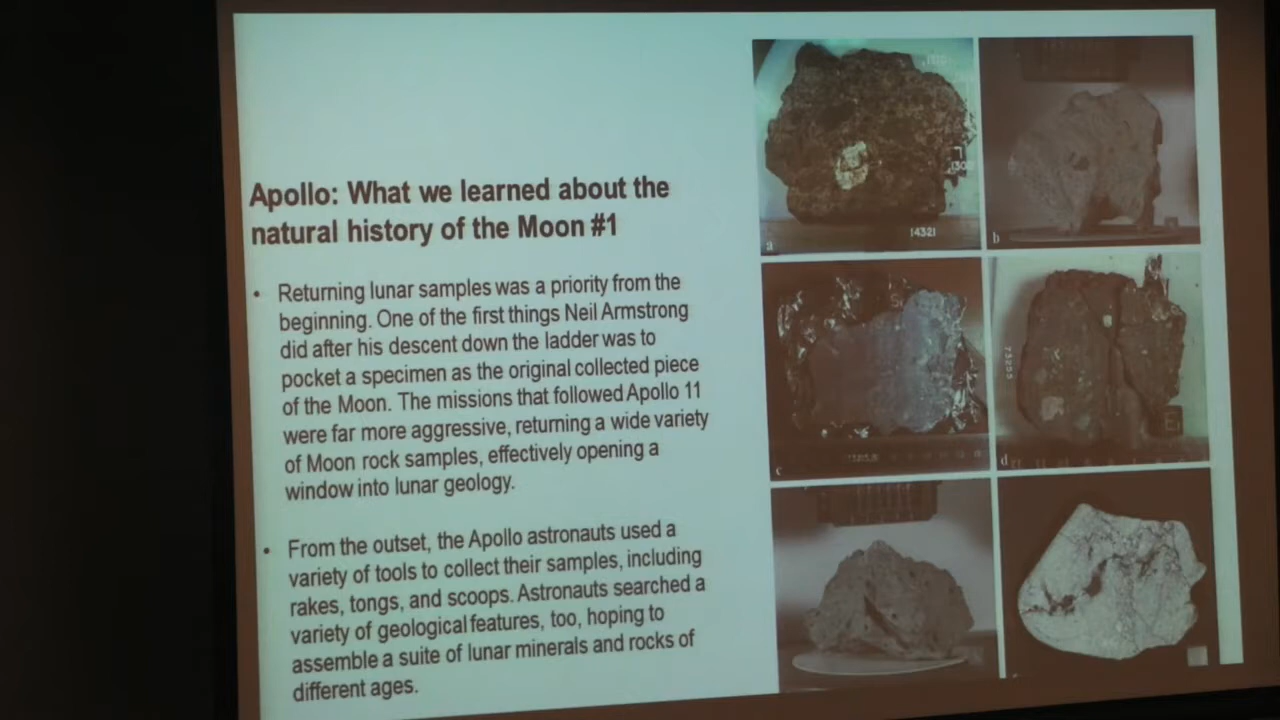 Apollo: What we learned about the
natural history of the Moon #1
• Returning lunar samples was a priority from the
beginning. One of the first things Neil Armstrong
did after his descent down the ladder was to
pocket a specimen as the original collected piece
of the Moon. The missions that followed Apollo 11
were far more aggressive, returning a wide variety
of Moon rock samples, effectively opening a
window into lunar geology.
• From the outset, the Apollo astronauts used a
variety of tools to collect their samples, including
rakes, tongs, and scoops. Astronauts searched a
variety of geological features, too, hoping to
assemble a suite of lunar minerals and rocks of
different ages.
14321
a
b
c
d